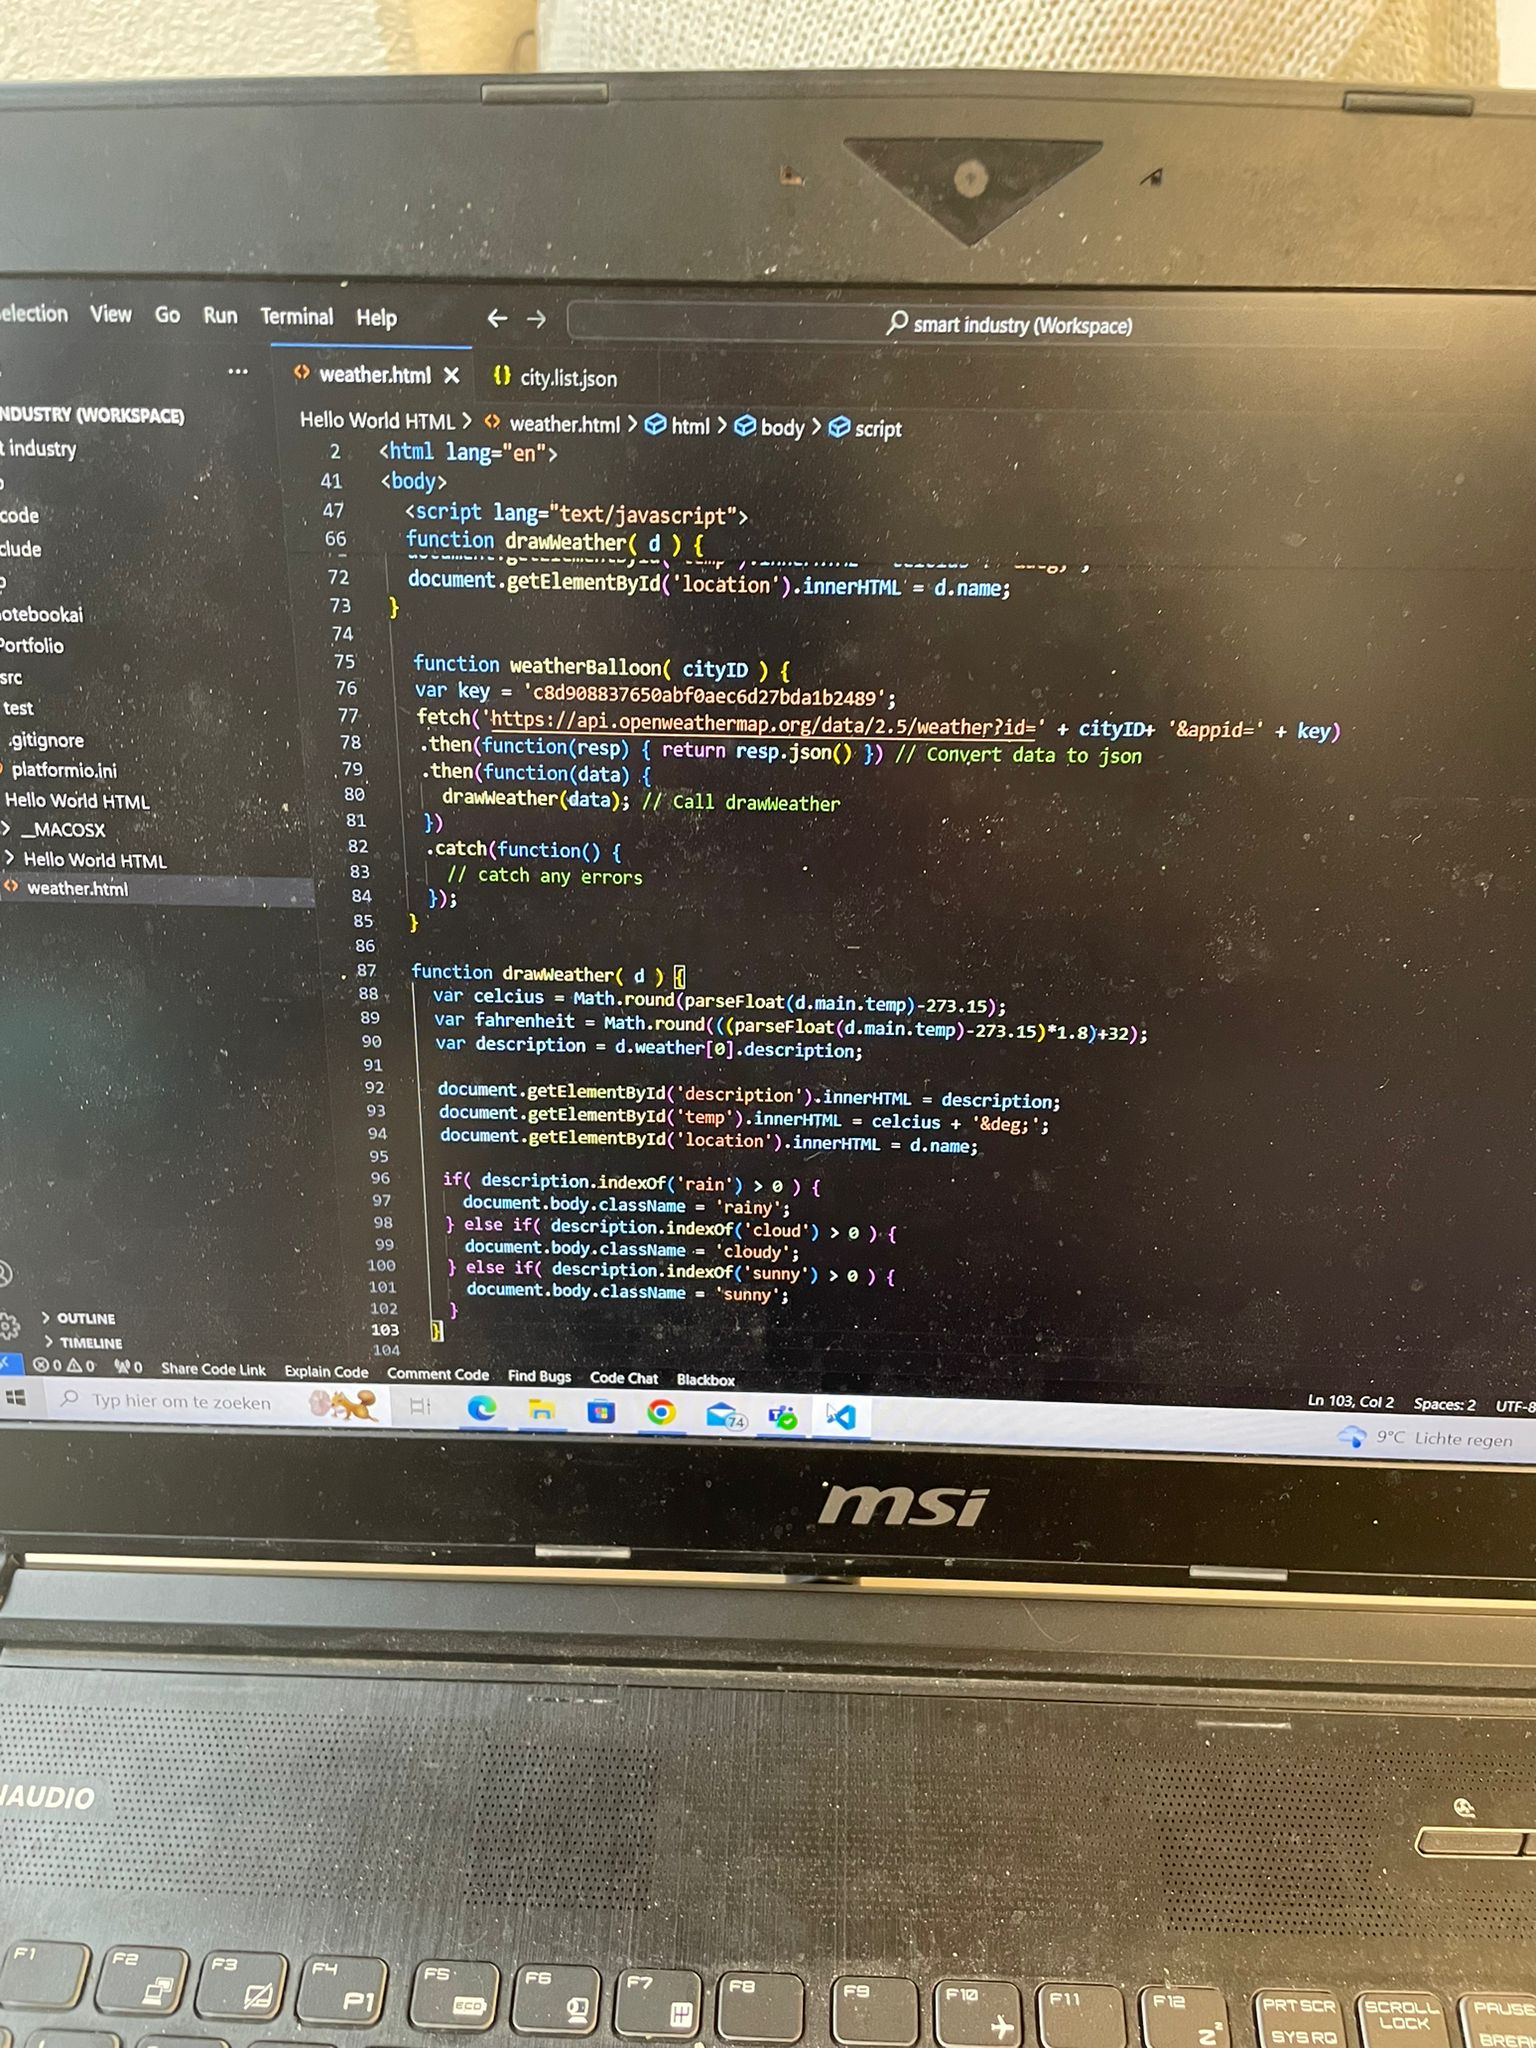 election View Go Run Terminal Help
smart industry (Workspace)
weather.html
city.list.json
NDUSTRY (WORKSPACE)
t industry
code
clude
otebookai
Portfolio
src
test
.gitignore
platformio.ini
Hello World HTML
__MACOSX
Hello World HTML
weather.html
OUTLINE
TIMELINE
Hello World HTML > weather.html > html > body > script
2 <html lang="en">
41 <body>
47 <script lang="text/javascript">
66 function drawWeather( d ) {
72 document.getElementById('location').innerHTML = d.name;
73 }
74
75 function weatherBalloon( cityID ) {
76 var key = 'c8d908837650abf0aec6d27bda1b2489';
77 fetch('https://api.openweathermap.org/data/2.5/weather?id=' + cityID+ '&appid=' + key)
78 .then(function(resp) { return resp.json() }) // Convert data to json
79 .then(function(data) {
80 drawWeather(data); // Call drawWeather
81 })
82 .catch(function() {
83 // catch any errors
84 });
85 }
86
87 function drawWeather( d ) {
88 var celcius = Math.round(parseFloat(d.main.temp)-273.15);
89 var fahrenheit = Math.round(((parseFloat(d.main.temp)-273.15)*1.8)+32);
90 var description = d.weather[0].description;
91
92 document.getElementById('description').innerHTML = description;
93 document.getElementById('temp').innerHTML = celcius + '&deg;';
94 document.getElementById('location').innerHTML = d.name;
95
96 if( description.indexOf('rain') > 0 ) {
97 document.body.className = 'rainy';
98 } else if( description.indexOf('cloud') > 0 ) {
99 document.body.className = 'cloudy';
100 } else if( description.indexOf('sunny') > 0 ) {
101 document.body.className = 'sunny';
102 }
103 }
104
0 0 0 Share Code Link Explain Code Comment Code Find Bugs Code Chat Blackbox Ln 103, Col 2 Spaces: 2 UTF-8
Typ hier om te zoeken 74 9°C Lichte regen
msi
NAUDIO
F1 F2 F3 F4 F5 F6 F7 F8 F9 F10 F11 F12 PRTSCR SCROLL LOCK PAUSE
P1 ECO SYSRQ BREAK